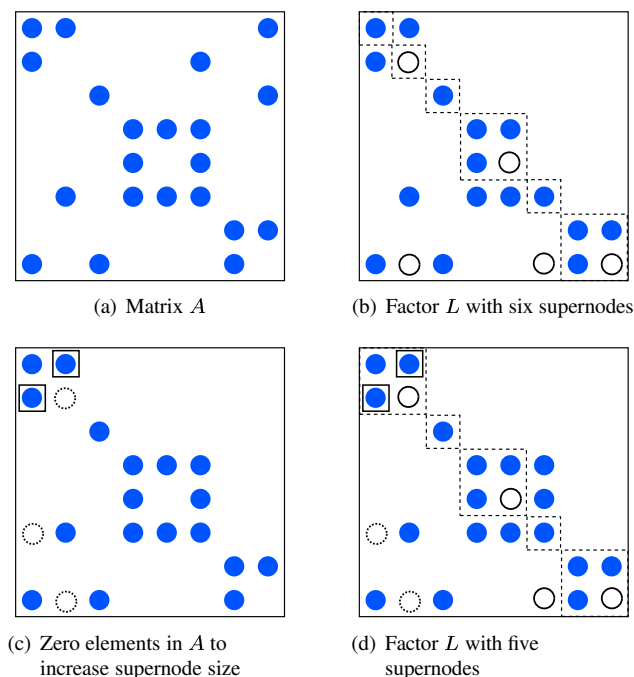 (a) Matrix A
(b) Factor L with six supernodes
(c) Zero elements in A to
increase supernode size
(d) Factor L with five
supernodes